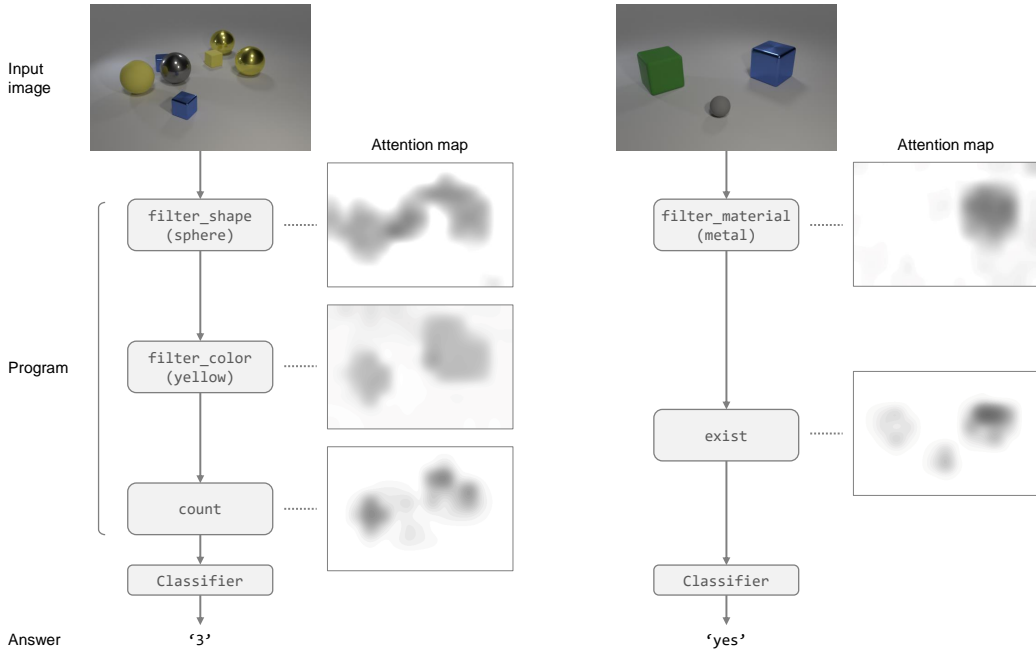 Input
image
Attention map
Attention map
filter_shape
(sphere)
filter_material
(metal)
Program
filter_color
(yellow)
exist
count
Classifier
Classifier
Answer
‘3’
‘yes’